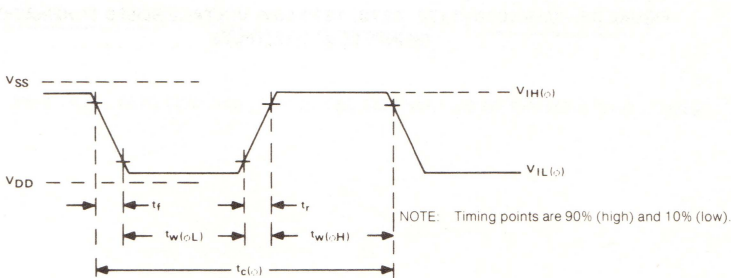 VSS
VIH(ϕ)
VDD
VIL(ϕ)
tf
tr
NOTE: Timing points are 90% (high) and 10% (low).
tw(ϕL)
tw(ϕH)
tc(ϕ)